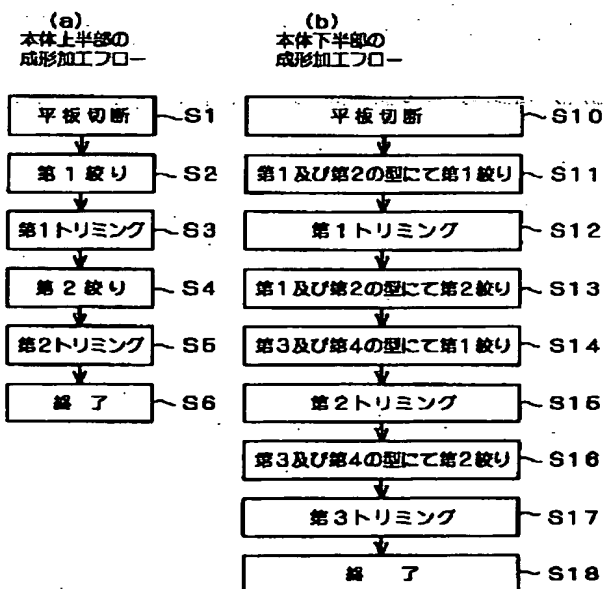 (a)
本体上半部の
成形加工フロー
平板切断 S1
第1絞り S2
第1トリミング S3
第2絞り S4
第2トリミング S5
終了 S6
(b)
本体下半部の
成形加工フロー
平板切断 S10
第1及び第2の型にて第1絞り S11
第1トリミング S12
第1及び第2の型にて第2絞り S13
第3及び第4の型にて第1絞り S14
第2トリミング S15
第3及び第4の型にて第2絞り S16
第3トリミング S17
終了 S18